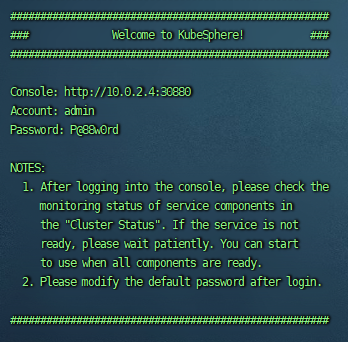 #####################################################
###              Welcome to KubeSphere!           ###
#####################################################
Console: http://10.0.2.4:30880
Account: admin
Password: P@88w0rd
NOTES:
1. After logging into the console, please check the
monitoring status of service components in
the "Cluster Status". If the service is not
ready, please wait patiently. You can start
to use when all components are ready.
2. Please modify the default password after login.
#####################################################